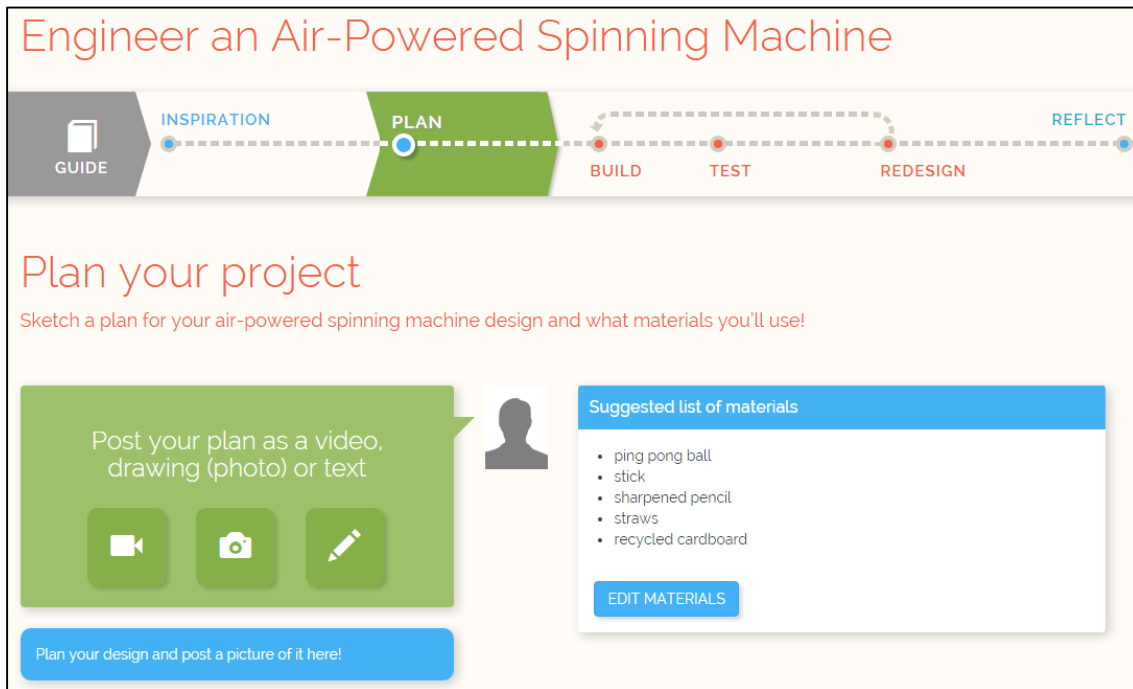 Engineer an Air-Powered Spinning Machine
GUIDE
INSPIRATION
PLAN
BUILD
TEST
REDESIGN
REFLECT
Plan your project
Sketch a plan for your air-powered spinning machine design and what materials you'll use!
Post your plan as a video,
drawing (photo) or text
Plan your design and post a picture of it here!
Suggested list of materials
ping pong ball
stick
sharpened pencil
straws
recycled cardboard
EDIT MATERIALS